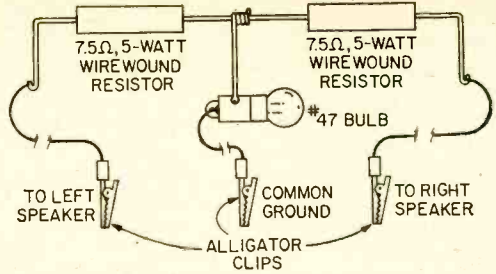 7.5Ω, 5-WATT
WIREWOUND
RESISTOR
7.5Ω, 5-WATT
WIREWOUND
RESISTOR
#47 BULB
TO LEFT
SPEAKER
COMMON
GROUND
TO RIGHT
SPEAKER
ALLIGATOR
CLIPS